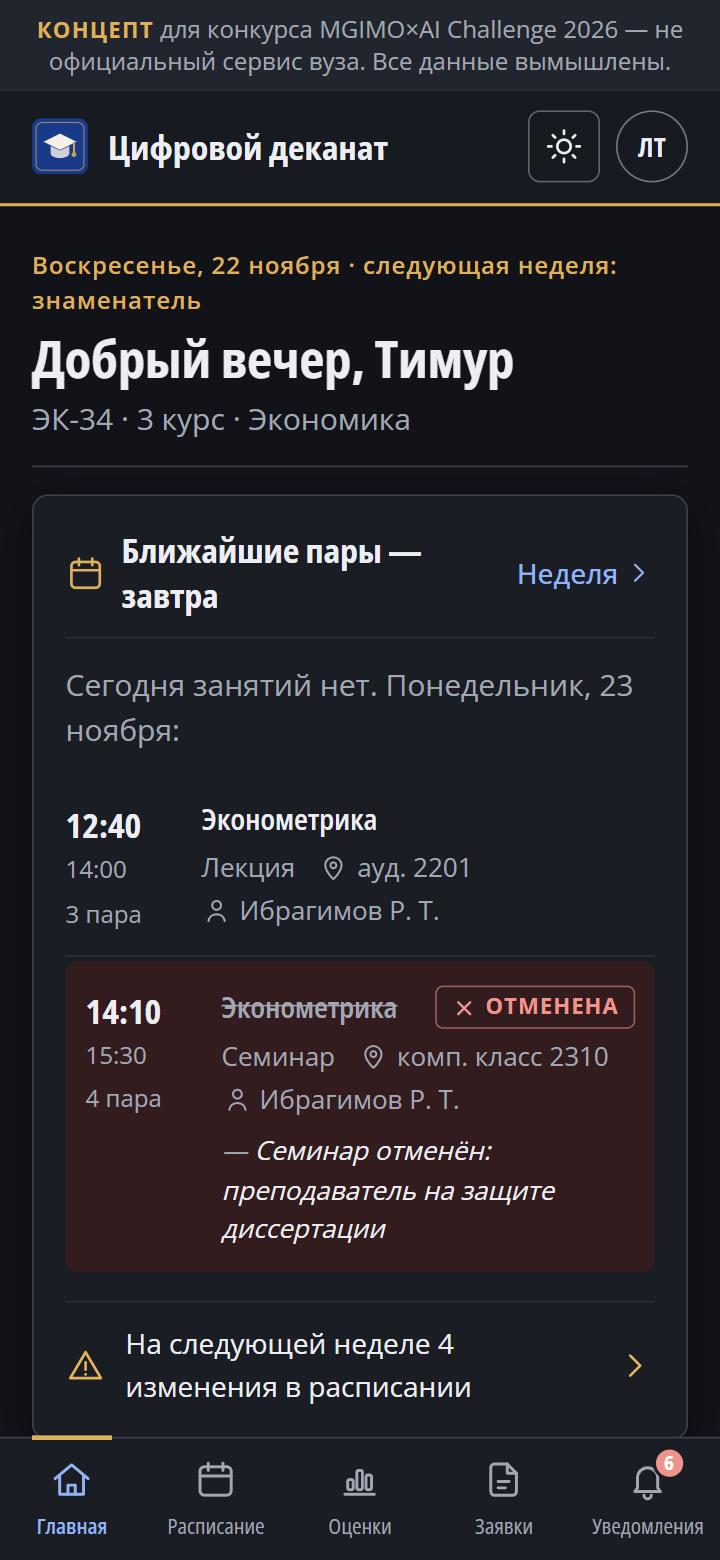 КОНЦЕПТ для конкурса MGIMO×AI Challenge 2026 — не
официальный сервис вуза. Все данные вымышлены.
Цифровой деканат
ЛТ
Воскресенье, 22 ноября · следующая неделя:
знаменатель
Добрый вечер, Тимур
ЭК-34 · 3 курс · Экономика
Ближайшие пары —
завтра
Неделя
Сегодня занятий нет. Понедельник, 23
ноября:
12:40 Эконометрика
14:00 Лекция ауд. 2201
3 пара Ибрагимов Р. Т.
14:10 Эконометрика ОТМЕНЕНА
15:30 Семинар комп. класс 2310
4 пара Ибрагимов Р. Т.
— Семинар отменён:
преподаватель на защите
диссертации
На следующей неделе 4
изменения в расписании
6
Главная Расписание Оценки Заявки Уведомления